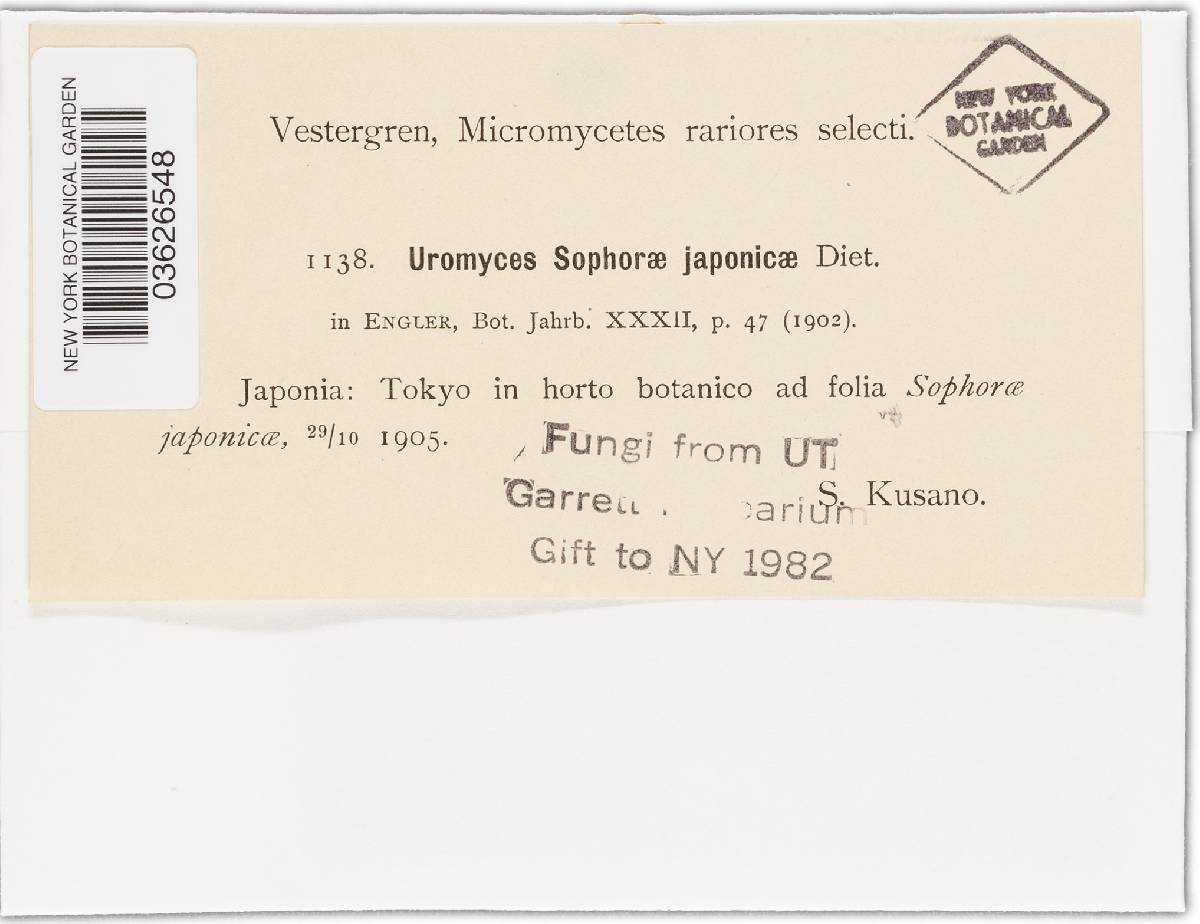 NEW YORK BOTANICAL GARDEN
03626548
NEW YORK
BOTANICAL
GARDEN
Vestergren, Micromycetes rariores selecti.
1138. Uromyces Sophoræ japonicæ Diet.
in ENGLER, Bot. Jahrb. XXXII, p. 47 (1902).
Japonia: Tokyo in horto botanico ad folia Sophoræ
japonicæ, 29/10 1905.
S. Kusano.
Fungi from UT
Garrett
Gift to NY 1982